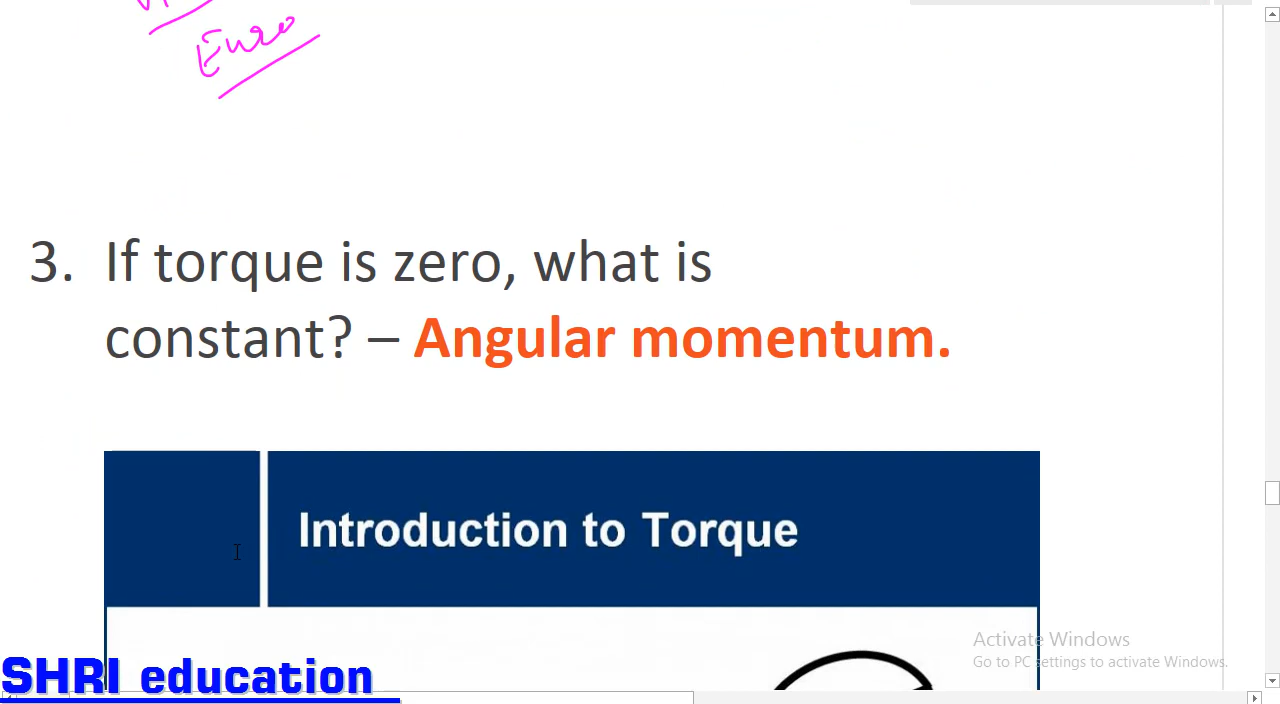 Euro
3. If torque is zero, what is
constant? – Angular momentum.
Introduction to Torque
Activate Windows
Go to PC settings to activate Windows.
SHRI education